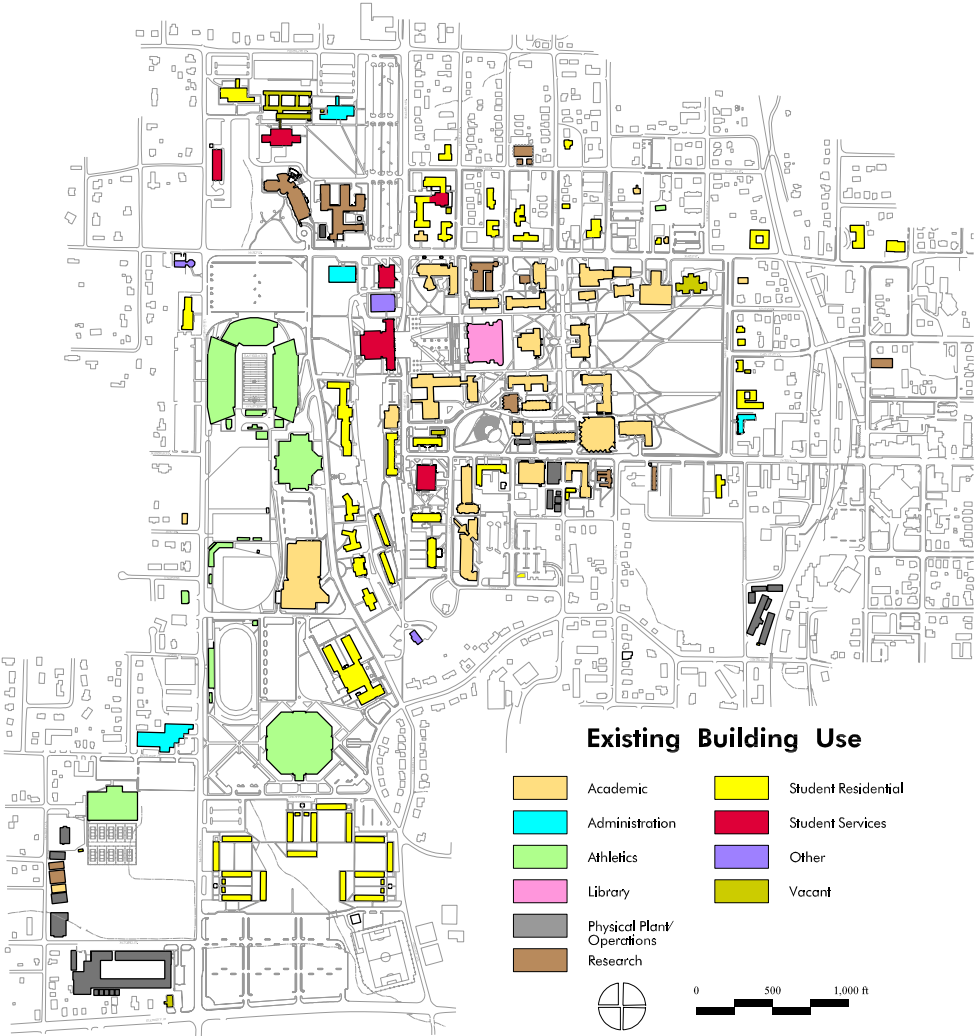 Existing Building Use
Academic
Student Residential
Administration
Student Services
Athletics
Other
Library
Vacant
Physical Plant/
Operations
Research
0 500 1,000 ft